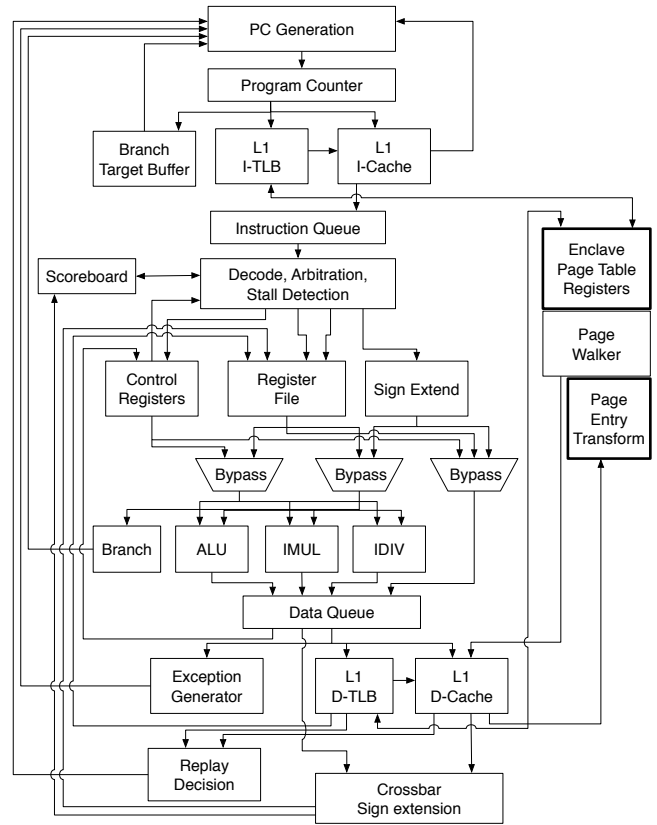 PC Generation
Program Counter
Branch
Target Buffer
L1
I-TLB
L1
I-Cache
Instruction Queue
Enclave
Page Table
Registers
Scoreboard
Decode, Arbitration,
Stall Detection
Page
Walker
Control
Registers
Register
File
Sign Extend
Page
Entry
Transform
Bypass
Bypass
Bypass
Branch
ALU
IMUL
IDIV
Data Queue
Exception
Generator
L1
D-TLB
L1
D-Cache
Replay
Decision
Crossbar
Sign extension